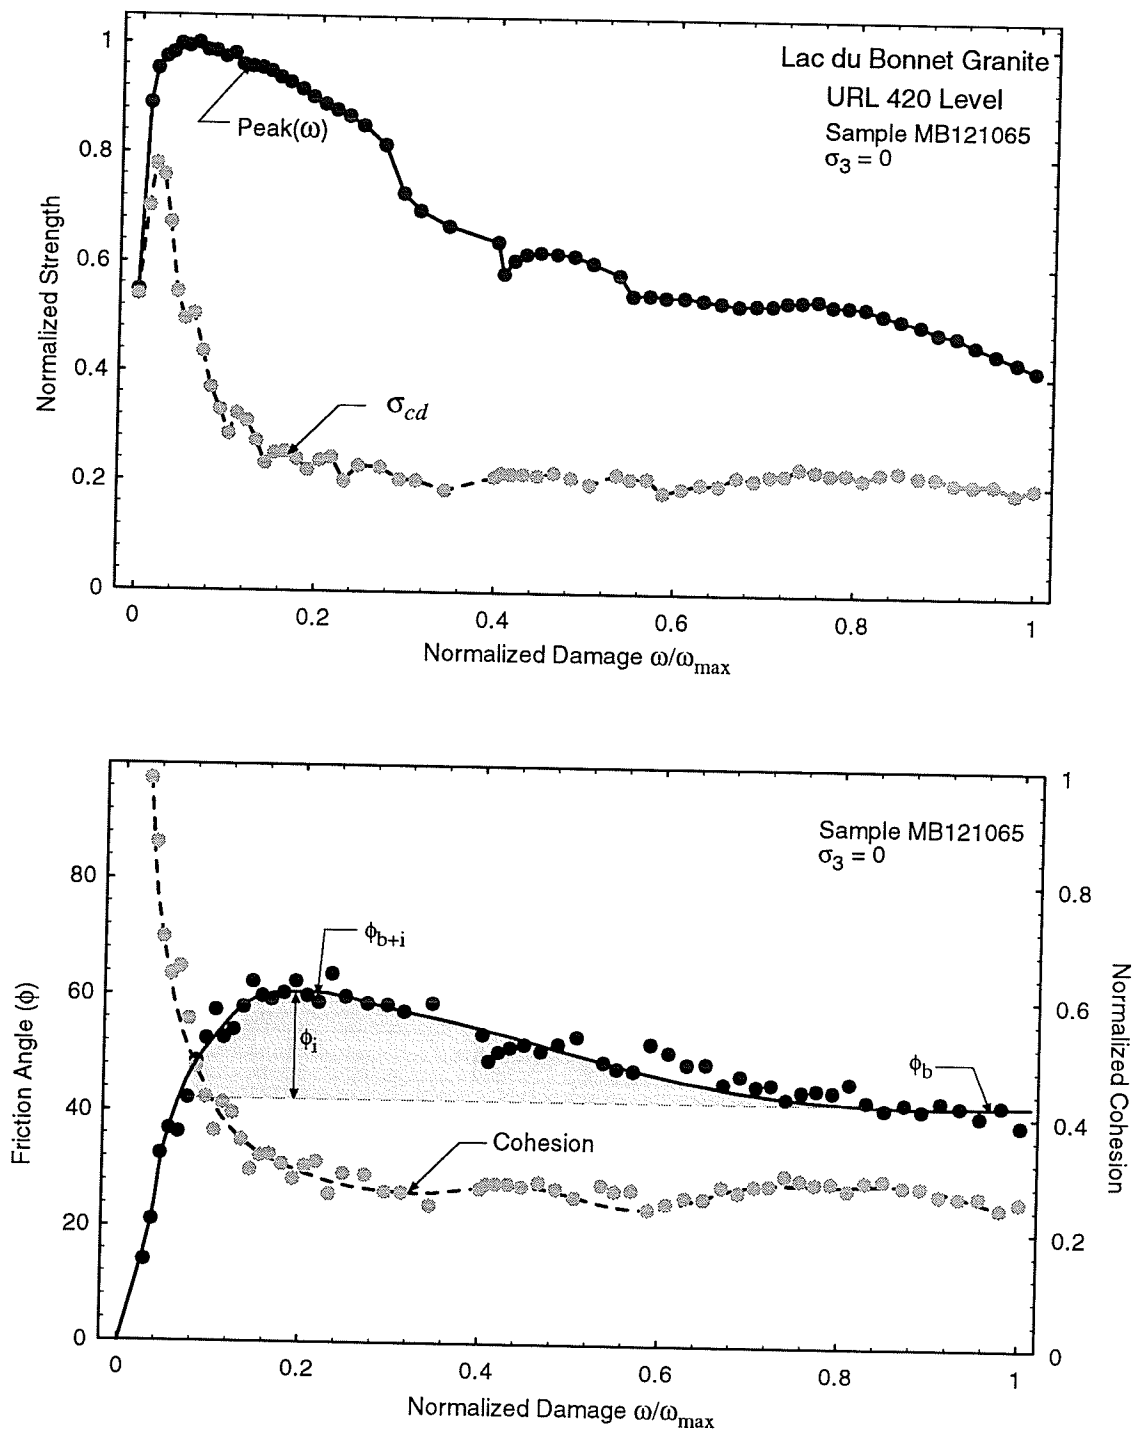 1
0.8
0.6
0.4
0.2
0
Normalized Strength
Lac du Bonnet Granite
URL 420 Level
Sample MB121065
σ3 = 0
Peak(ω)
σcd
0 0.2 0.4 0.6 0.8 1
Normalized Damage ω/ωmax
80
60
40
20
0
Friction Angle (ϕ)
Sample MB121065
σ3 = 0
ϕb+i
ϕi
ϕb
Cohesion
1
0.8
0.6
0.4
0.2
0
Normalized Cohesion
0 0.2 0.4 0.6 0.8 1
Normalized Damage ω/ωmax